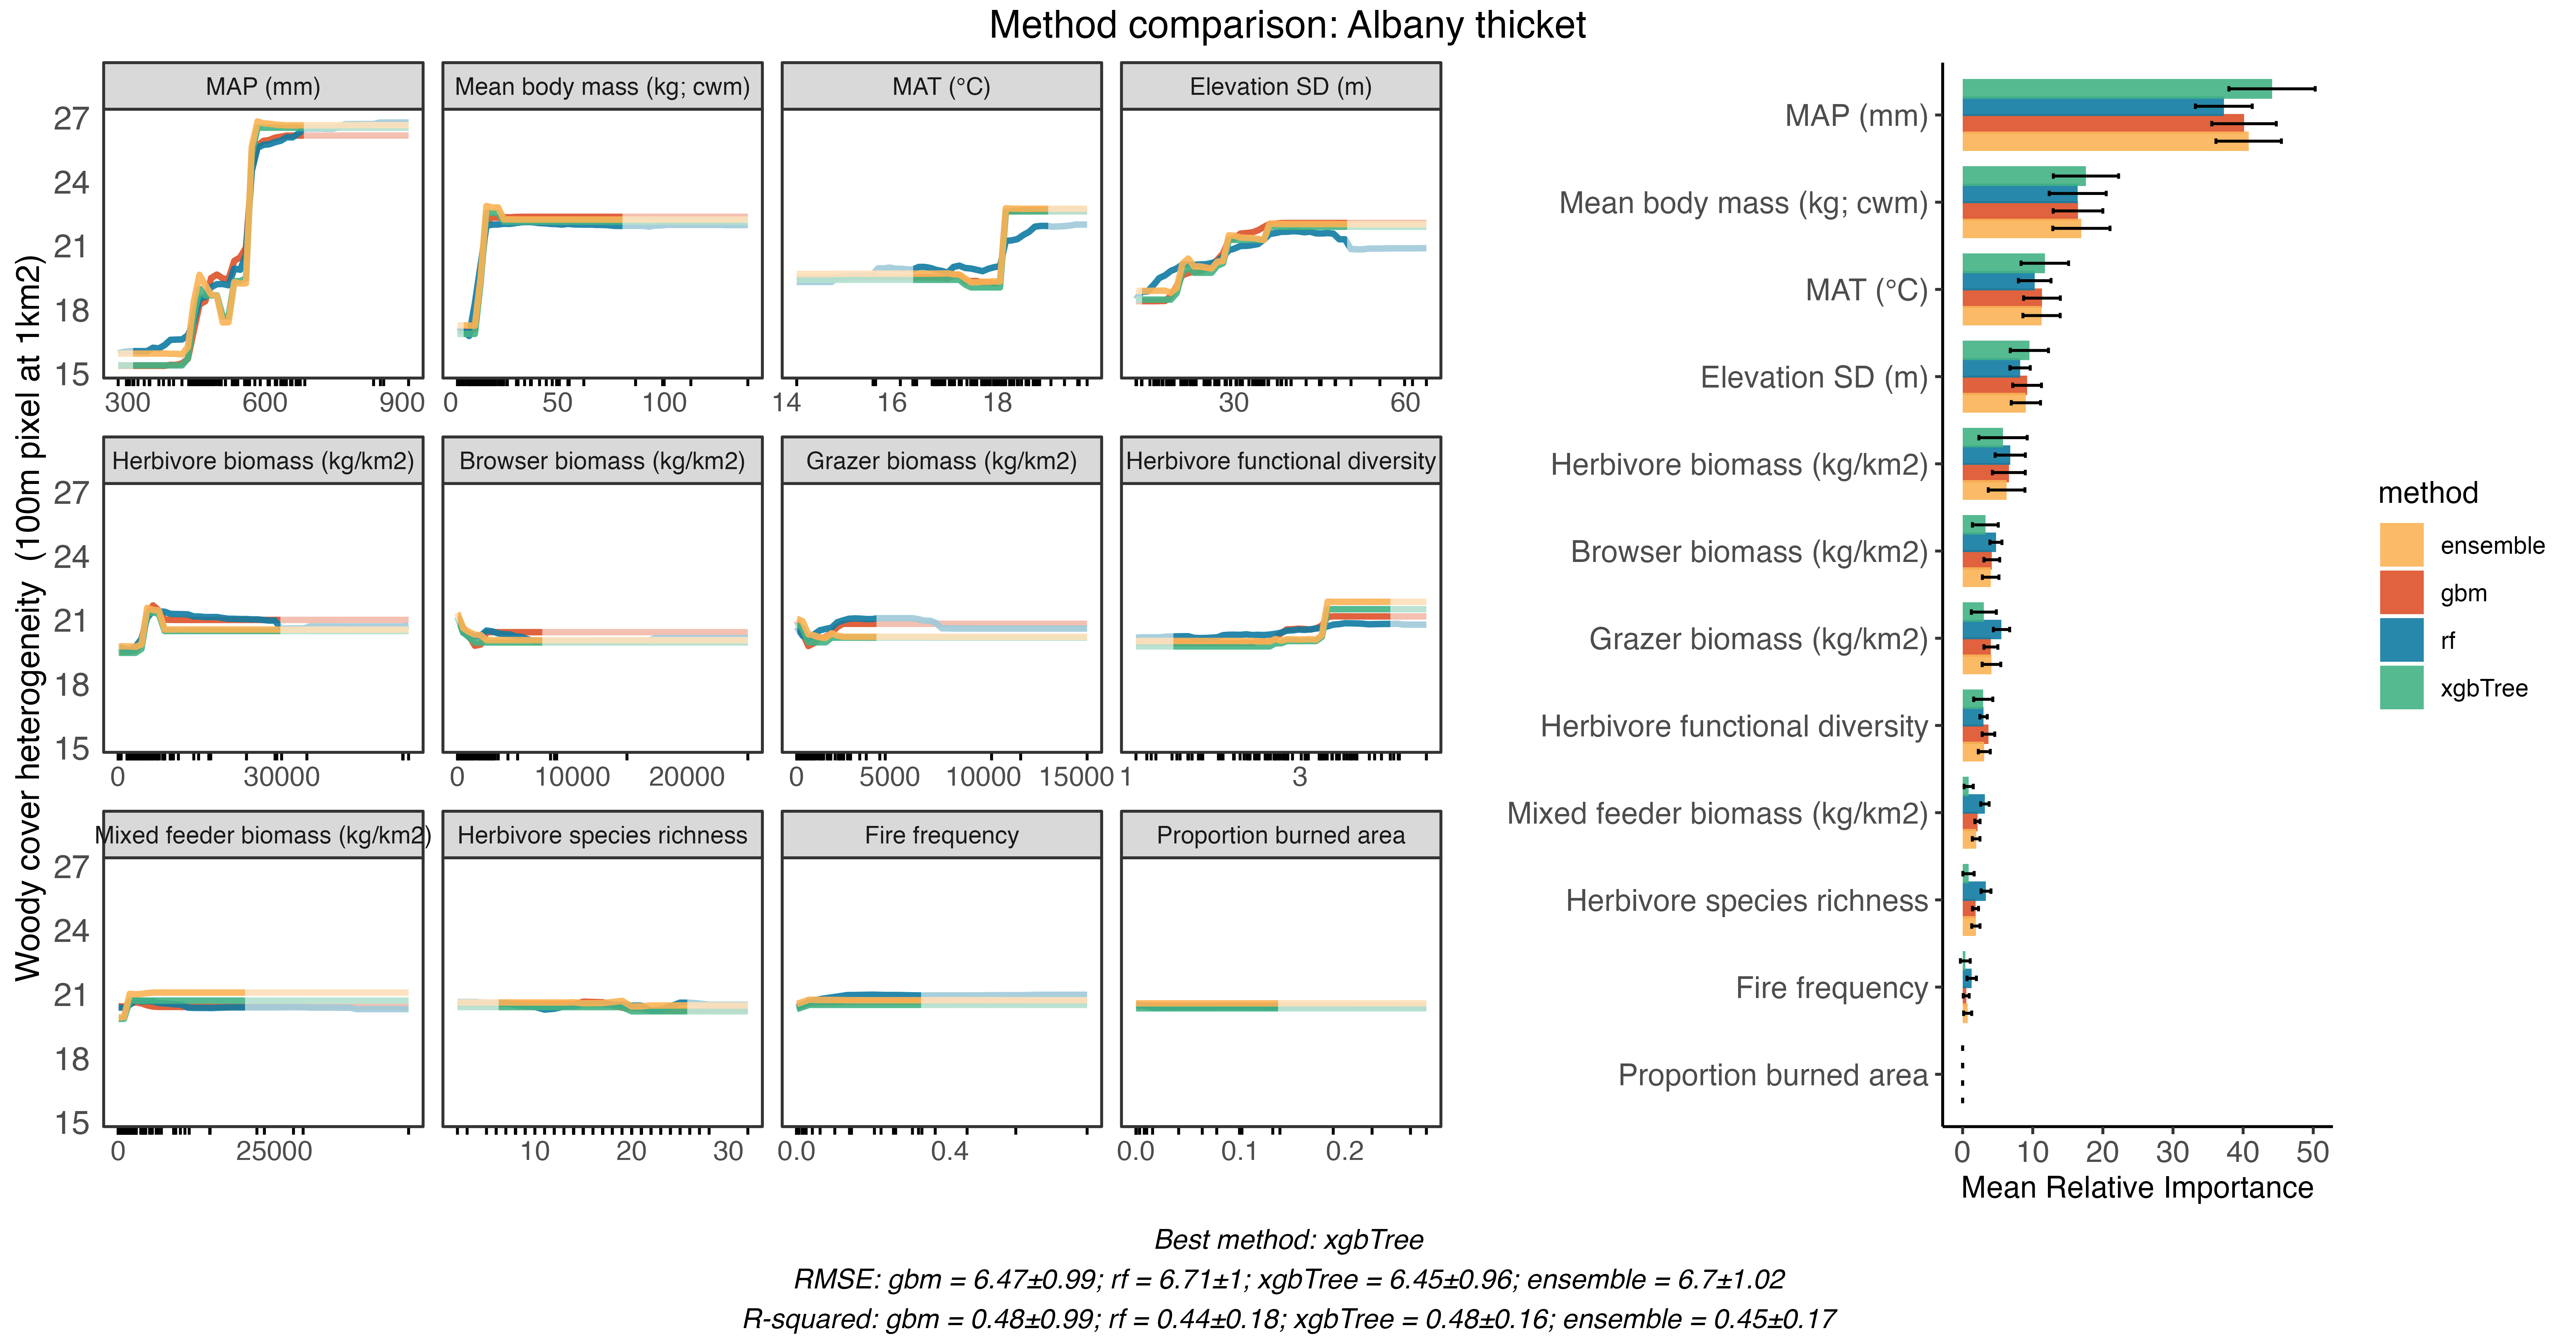 Method comparison: Albany thicket
Woody cover heterogeneity (100m pixel at 1km2)
MAP (mm)
Mean body mass (kg; cwm)
MAT (°C)
Elevation SD (m)
27
24
21
18
15
300 600 900
0 50 100
14 16 18
30 60
Herbivore biomass (kg/km2)
Browser biomass (kg/km2)
Grazer biomass (kg/km2)
Herbivore functional diversity
27
24
21
18
15
0 30000
0 10000 20000
0 5000 10000 15000
1 3
Mixed feeder biomass (kg/km2)
Herbivore species richness
Fire frequency
Proportion burned area
27
24
21
18
15
0 25000
10 20 30
0.0 0.4
0.0 0.1 0.2
MAP (mm)
Mean body mass (kg; cwm)
MAT (°C)
Elevation SD (m)
Herbivore biomass (kg/km2)
Browser biomass (kg/km2)
Grazer biomass (kg/km2)
Herbivore functional diversity
Mixed feeder biomass (kg/km2)
Herbivore species richness
Fire frequency
Proportion burned area
0 10 20 30 40 50
Mean Relative Importance
method
ensemble
gbm
rf
xgbTree
Best method: xgbTree
RMSE: gbm = 6.47±0.99; rf = 6.71±1; xgbTree = 6.45±0.96; ensemble = 6.7±1.02
R-squared: gbm = 0.48±0.99; rf = 0.44±0.18; xgbTree = 0.48±0.16; ensemble = 0.45±0.17